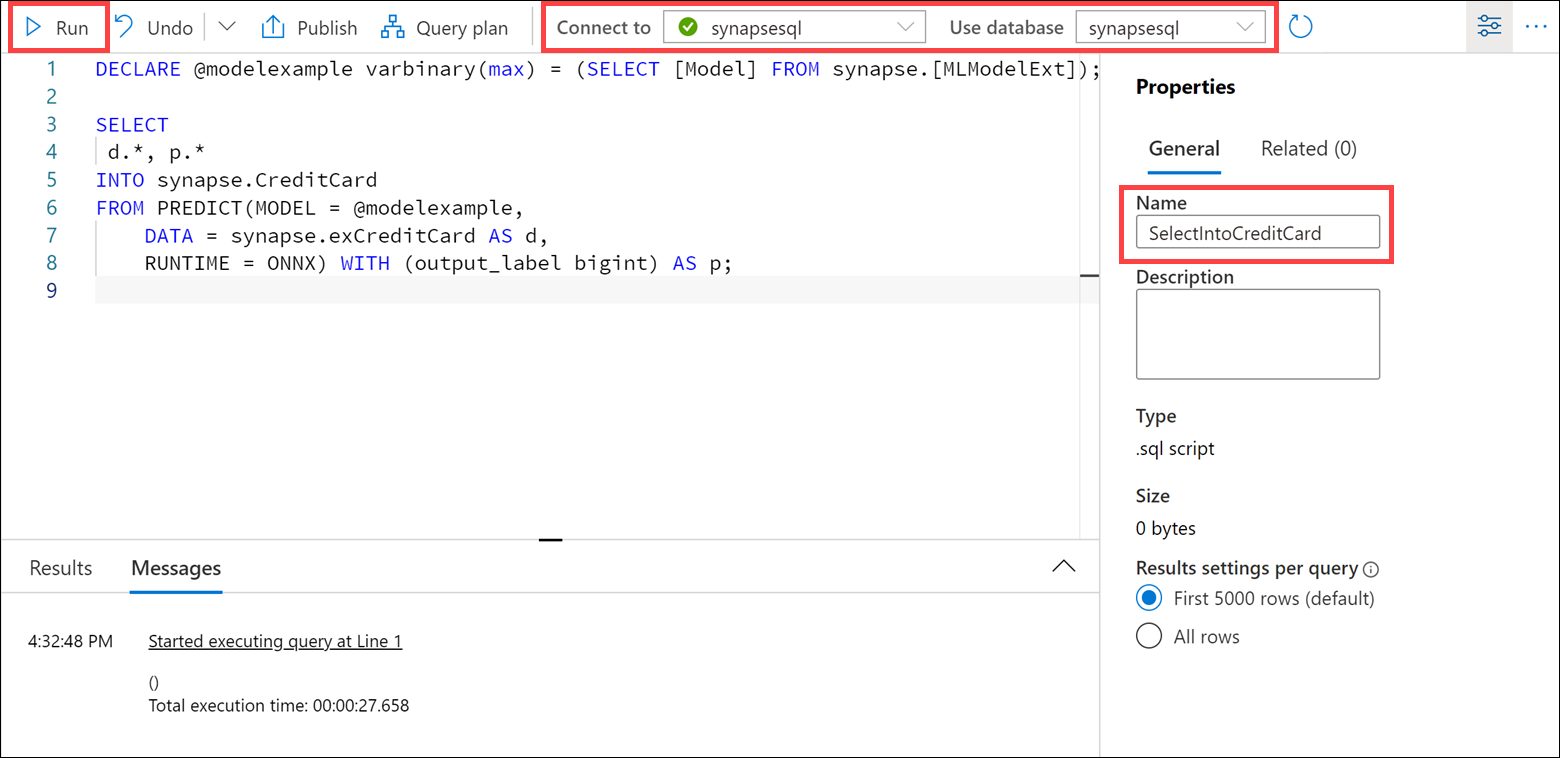 Run Undo Publish Query plan Connect to synapsesql Use database synapsesql
1 DECLARE @modelexample varbinary(max) = (SELECT [Model] FROM synapse.[MLModelExt]);
2
3 SELECT
4 d.*, p.*
5 INTO synapse.CreditCard
6 FROM PREDICT(MODEL = @modelexample,
7 DATA = synapse.exCreditCard AS d,
8 RUNTIME = ONNX) WITH (output_label bigint) AS p;
9
Results Messages
4:32:48 PM Started executing query at Line 1
()
Total execution time: 00:00:27.658
Properties
General Related (0)
Name
SelectIntoCreditCard
Description
Type
.sql script
Size
0 bytes
Results settings per query
First 5000 rows (default)
All rows